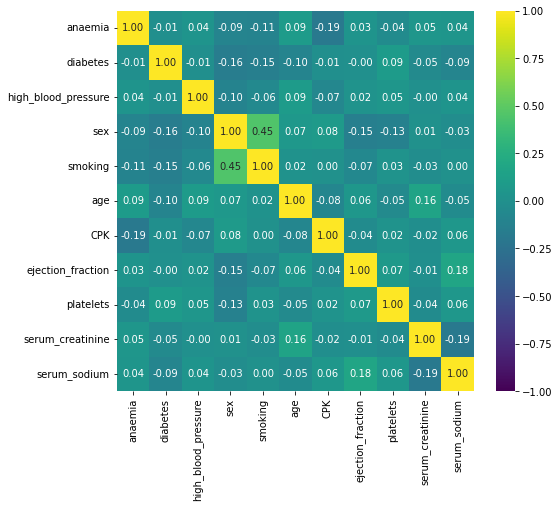 anaemia 1.00 -0.01 0.04 -0.09 -0.11 0.09 -0.19 0.03 -0.04 0.05 0.04
diabetes -0.01 1.00 -0.01 -0.16 -0.15 -0.10 -0.01 -0.00 0.09 -0.05 -0.09
high_blood_pressure 0.04 -0.01 1.00 -0.10 -0.06 0.09 -0.07 0.02 0.05 -0.00 0.04
sex -0.09 -0.16 -0.10 1.00 0.45 0.07 0.08 -0.15 -0.13 0.01 -0.03
smoking -0.11 -0.15 -0.06 0.45 1.00 0.02 0.00 -0.07 0.03 -0.03 0.00
age 0.09 -0.10 0.09 0.07 0.02 1.00 -0.08 0.06 -0.05 0.16 -0.05
CPK -0.19 -0.01 -0.07 0.08 0.00 -0.08 1.00 -0.04 0.02 -0.02 0.06
ejection_fraction 0.03 -0.00 0.02 -0.15 -0.07 0.06 -0.04 1.00 0.07 -0.01 0.18
platelets -0.04 0.09 0.05 -0.13 0.03 -0.05 0.02 0.07 1.00 -0.04 0.06
serum_creatinine 0.05 -0.05 -0.00 0.01 -0.03 0.16 -0.02 -0.01 -0.04 1.00 -0.19
serum_sodium 0.04 -0.09 0.04 -0.03 0.00 -0.05 0.06 0.18 0.06 -0.19 1.00
anaemia
diabetes
high_blood_pressure
sex
smoking
age
CPK
ejection_fraction
platelets
serum_creatinine
serum_sodium
1.00
0.75
0.50
0.25
0.00
−0.25
−0.50
−0.75
−1.00